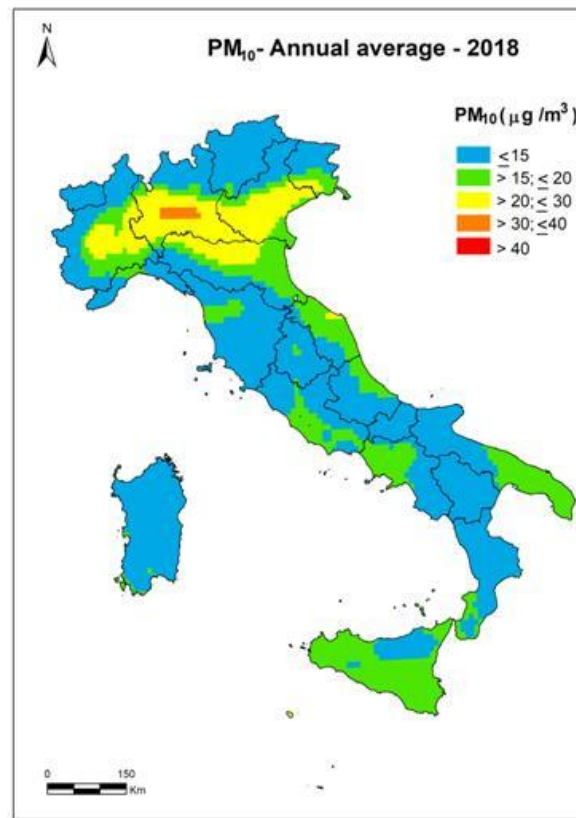 N
PM₁₀- Annual average - 2018
PM₁₀ ( µg /m³)
≤15
> 15; ≤ 20
> 20; ≤ 30
> 30; ≤40
> 40
0 150
Km